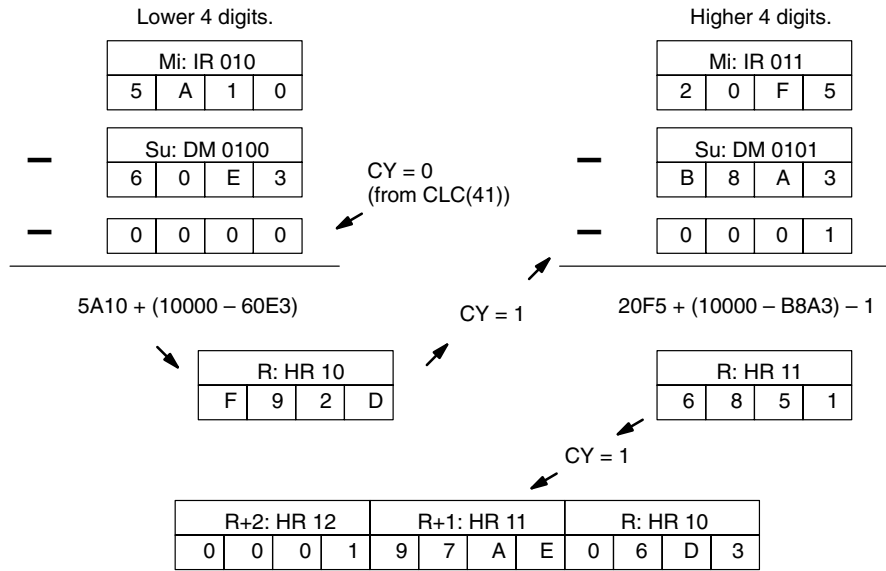 Lower 4 digits. Higher 4 digits.
Mi: IR 010 Mi: IR 011
5 A 1 0 2 0 F 5
– Su: DM 0100 – Su: DM 0101
6 0 E 3 CY = 0 B 8 A 3
(from CLC(41))
– 0 0 0 0 – 0 0 0 1
5A10 + (10000 – 60E3) CY = 1 20F5 + (10000 – B8A3) – 1
R: HR 10 R: HR 11
F 9 2 D 6 8 5 1
CY = 1
R+2: HR 12 R+1: HR 11 R: HR 10
0 0 0 1 9 7 A E 0 6 D 3